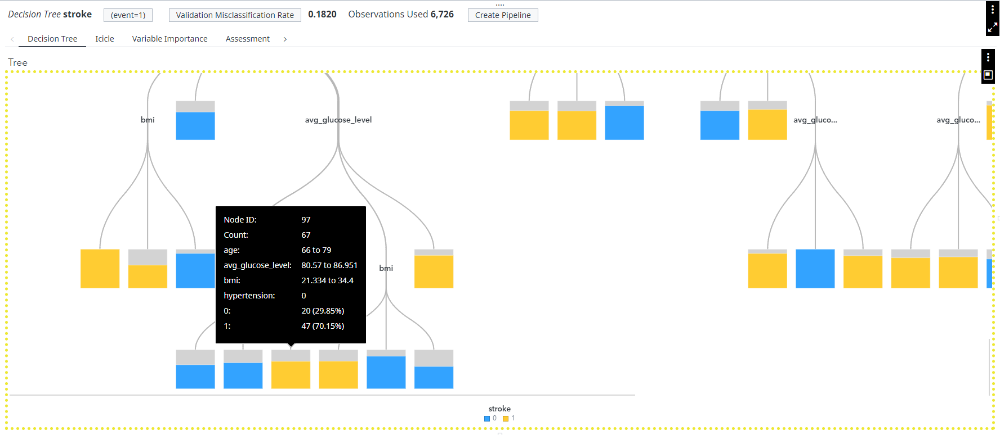 Decision Tree stroke (event=1) Validation Misclassification Rate 0.1820 Observations Used 6,726 Create Pipeline
Decision Tree Icicle Variable Importance Assessment
Tree
bmi avg_glucose_level avg_gluco... avg_gluco...
Node ID: 97
Count: 67
age: 66 to 79
avg_glucose_level: 80.57 to 86.951
bmi: 21.334 to 34.4
hypertension: 0
0: 20 (29.85%)
1: 47 (70.15%)
bmi
stroke
0 1